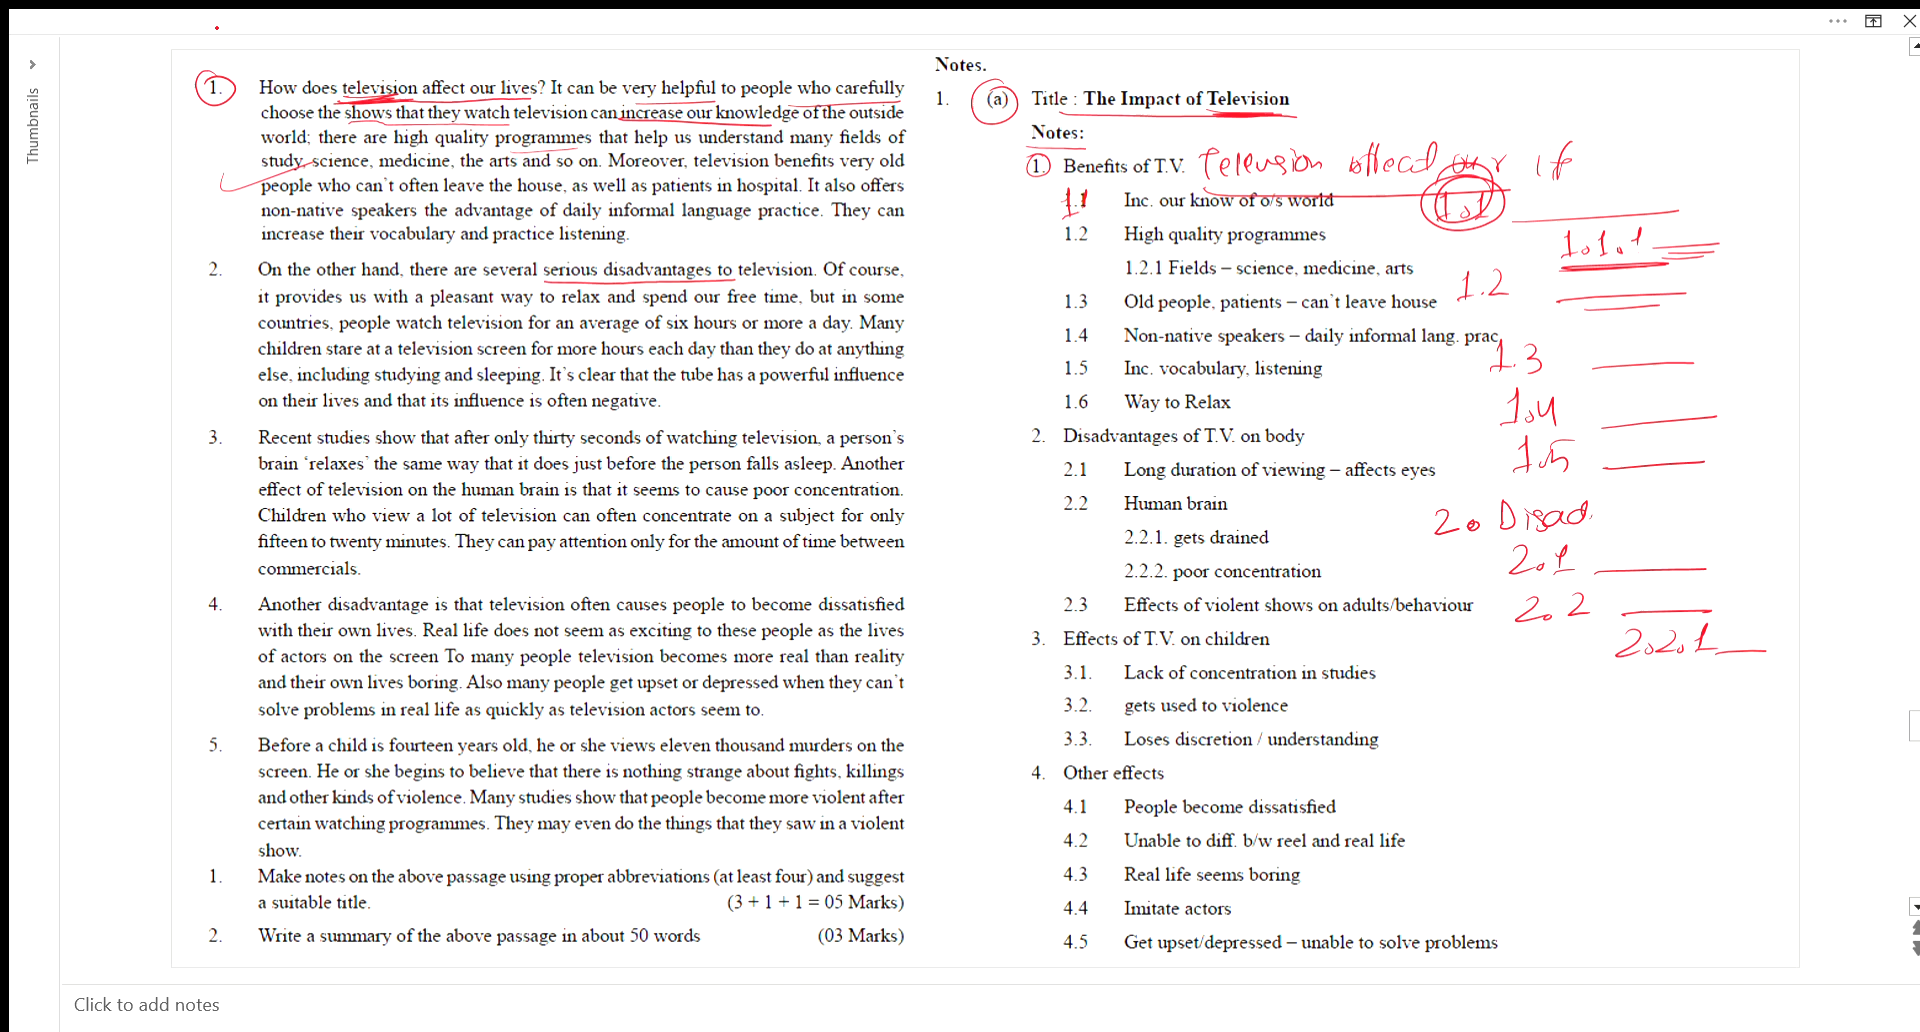 Thumbnails
1. How does television affect our lives? It can be very helpful to people who carefully
choose the shows that they watch television can increase our knowledge of the outside
world; there are high quality programmes that help us understand many fields of
study, science, medicine, the arts and so on. Moreover, television benefits very old
people who can't often leave the house, as well as patients in hospital. It also offers
non-native speakers the advantage of daily informal language practice. They can
increase their vocabulary and practice listening.
2. On the other hand, there are several serious disadvantages to television. Of course,
it provides us with a pleasant way to relax and spend our free time, but in some
countries, people watch television for an average of six hours or more a day. Many
children stare at a television screen for more hours each day than they do at anything
else, including studying and sleeping. It's clear that the tube has a powerful influence
on their lives and that its influence is often negative.
3. Recent studies show that after only thirty seconds of watching television, a person's
brain 'relaxes' the same way that it does just before the person falls asleep. Another
effect of television on the human brain is that it seems to cause poor concentration.
Children who view a lot of television can often concentrate on a subject for only
fifteen to twenty minutes. They can pay attention only for the amount of time between
commercials.
4. Another disadvantage is that television often causes people to become dissatisfied
with their own lives. Real life does not seem as exciting to these people as the lives
of actors on the screen To many people television becomes more real than reality
and their own lives boring. Also many people get upset or depressed when they can't
solve problems in real life as quickly as television actors seem to.
5. Before a child is fourteen years old, he or she views eleven thousand murders on the
screen. He or she begins to believe that there is nothing strange about fights, killings
and other kinds of violence. Many studies show that people become more violent after
certain watching programmes. They may even do the things that they saw in a violent
show.
1. Make notes on the above passage using proper abbreviations (at least four) and suggest
a suitable title. (3 + 1 + 1 = 05 Marks)
2. Write a summary of the above passage in about 50 words (03 Marks)
Notes.
1. (a) Title : The Impact of Television
Notes:
1. Benefits of T.V.
1.1 Inc. our know of o/s world
1.2 High quality programmes
1.2.1 Fields – science, medicine, arts
1.3 Old people, patients – can't leave house
1.4 Non-native speakers – daily informal lang. prac.
1.5 Inc. vocabulary, listening
1.6 Way to Relax
2. Disadvantages of T.V. on body
2.1 Long duration of viewing – affects eyes
2.2 Human brain
2.2.1. gets drained
2.2.2. poor concentration
2.3 Effects of violent shows on adults/behaviour
3. Effects of T.V. on children
3.1. Lack of concentration in studies
3.2. gets used to violence
3.3. Loses discretion / understanding
4. Other effects
4.1 People become dissatisfied
4.2 Unable to diff. b/w reel and real life
4.3 Real life seems boring
4.4 Imitate actors
4.5 Get upset/depressed – unable to solve problems
1.1
1.1.1
1.2
1.3
1.4
1.5
2. Disad.
2.1
2.2
2.2.1
Click to add notes